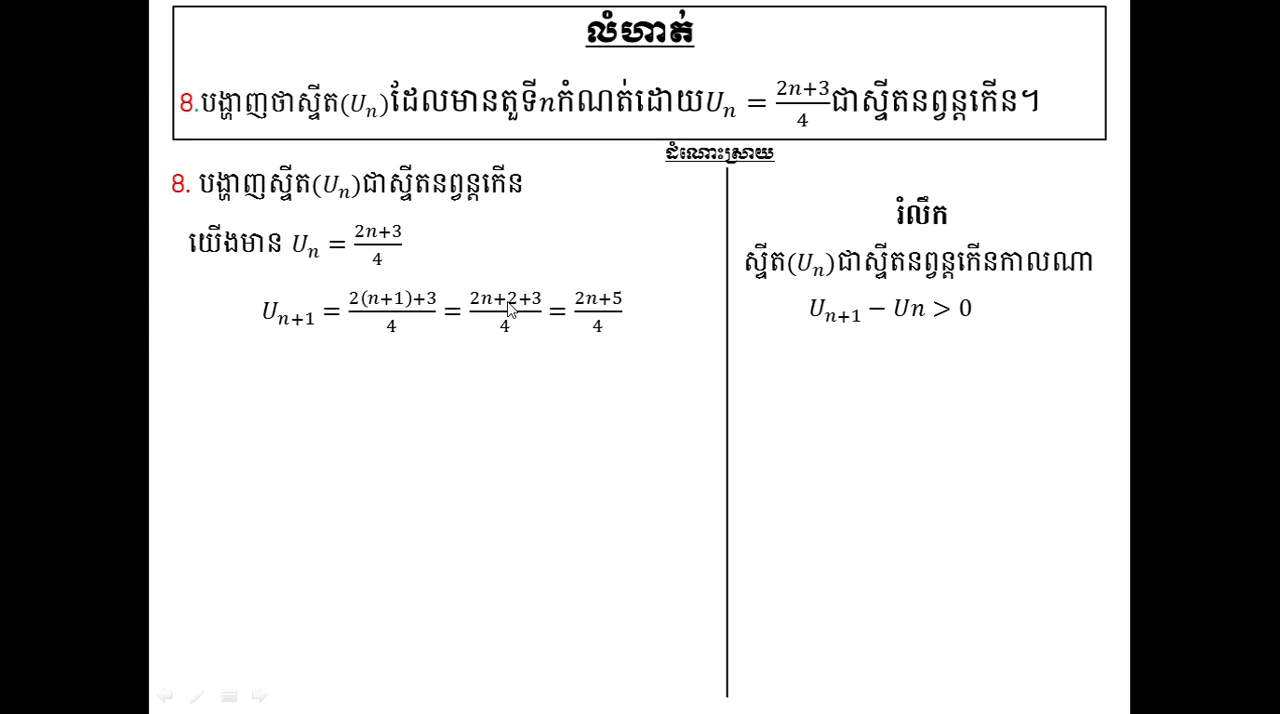 លំហាត់
8.បង្ហាញថាស្វ៊ីត(Uₙ)ដែលមានតួទីnកំណត់ដោយUₙ = (2n+3)/4ជាស្វ៊ីតនព្វន្តកើន។
ដំណោះស្រាយ
8. បង្ហាញស្វ៊ីត(Uₙ)ជាស្វ៊ីតនព្វន្តកើន
យើងមាន Uₙ = (2n+3)/4
Uₙ₊₁ = (2(n+1)+3)/4 = (2n+2+3)/4 = (2n+5)/4
រំលឹក
ស្វ៊ីត(Uₙ)ជាស្វ៊ីតនព្វន្តកើនកាលណា
Uₙ₊₁ − Un > 0